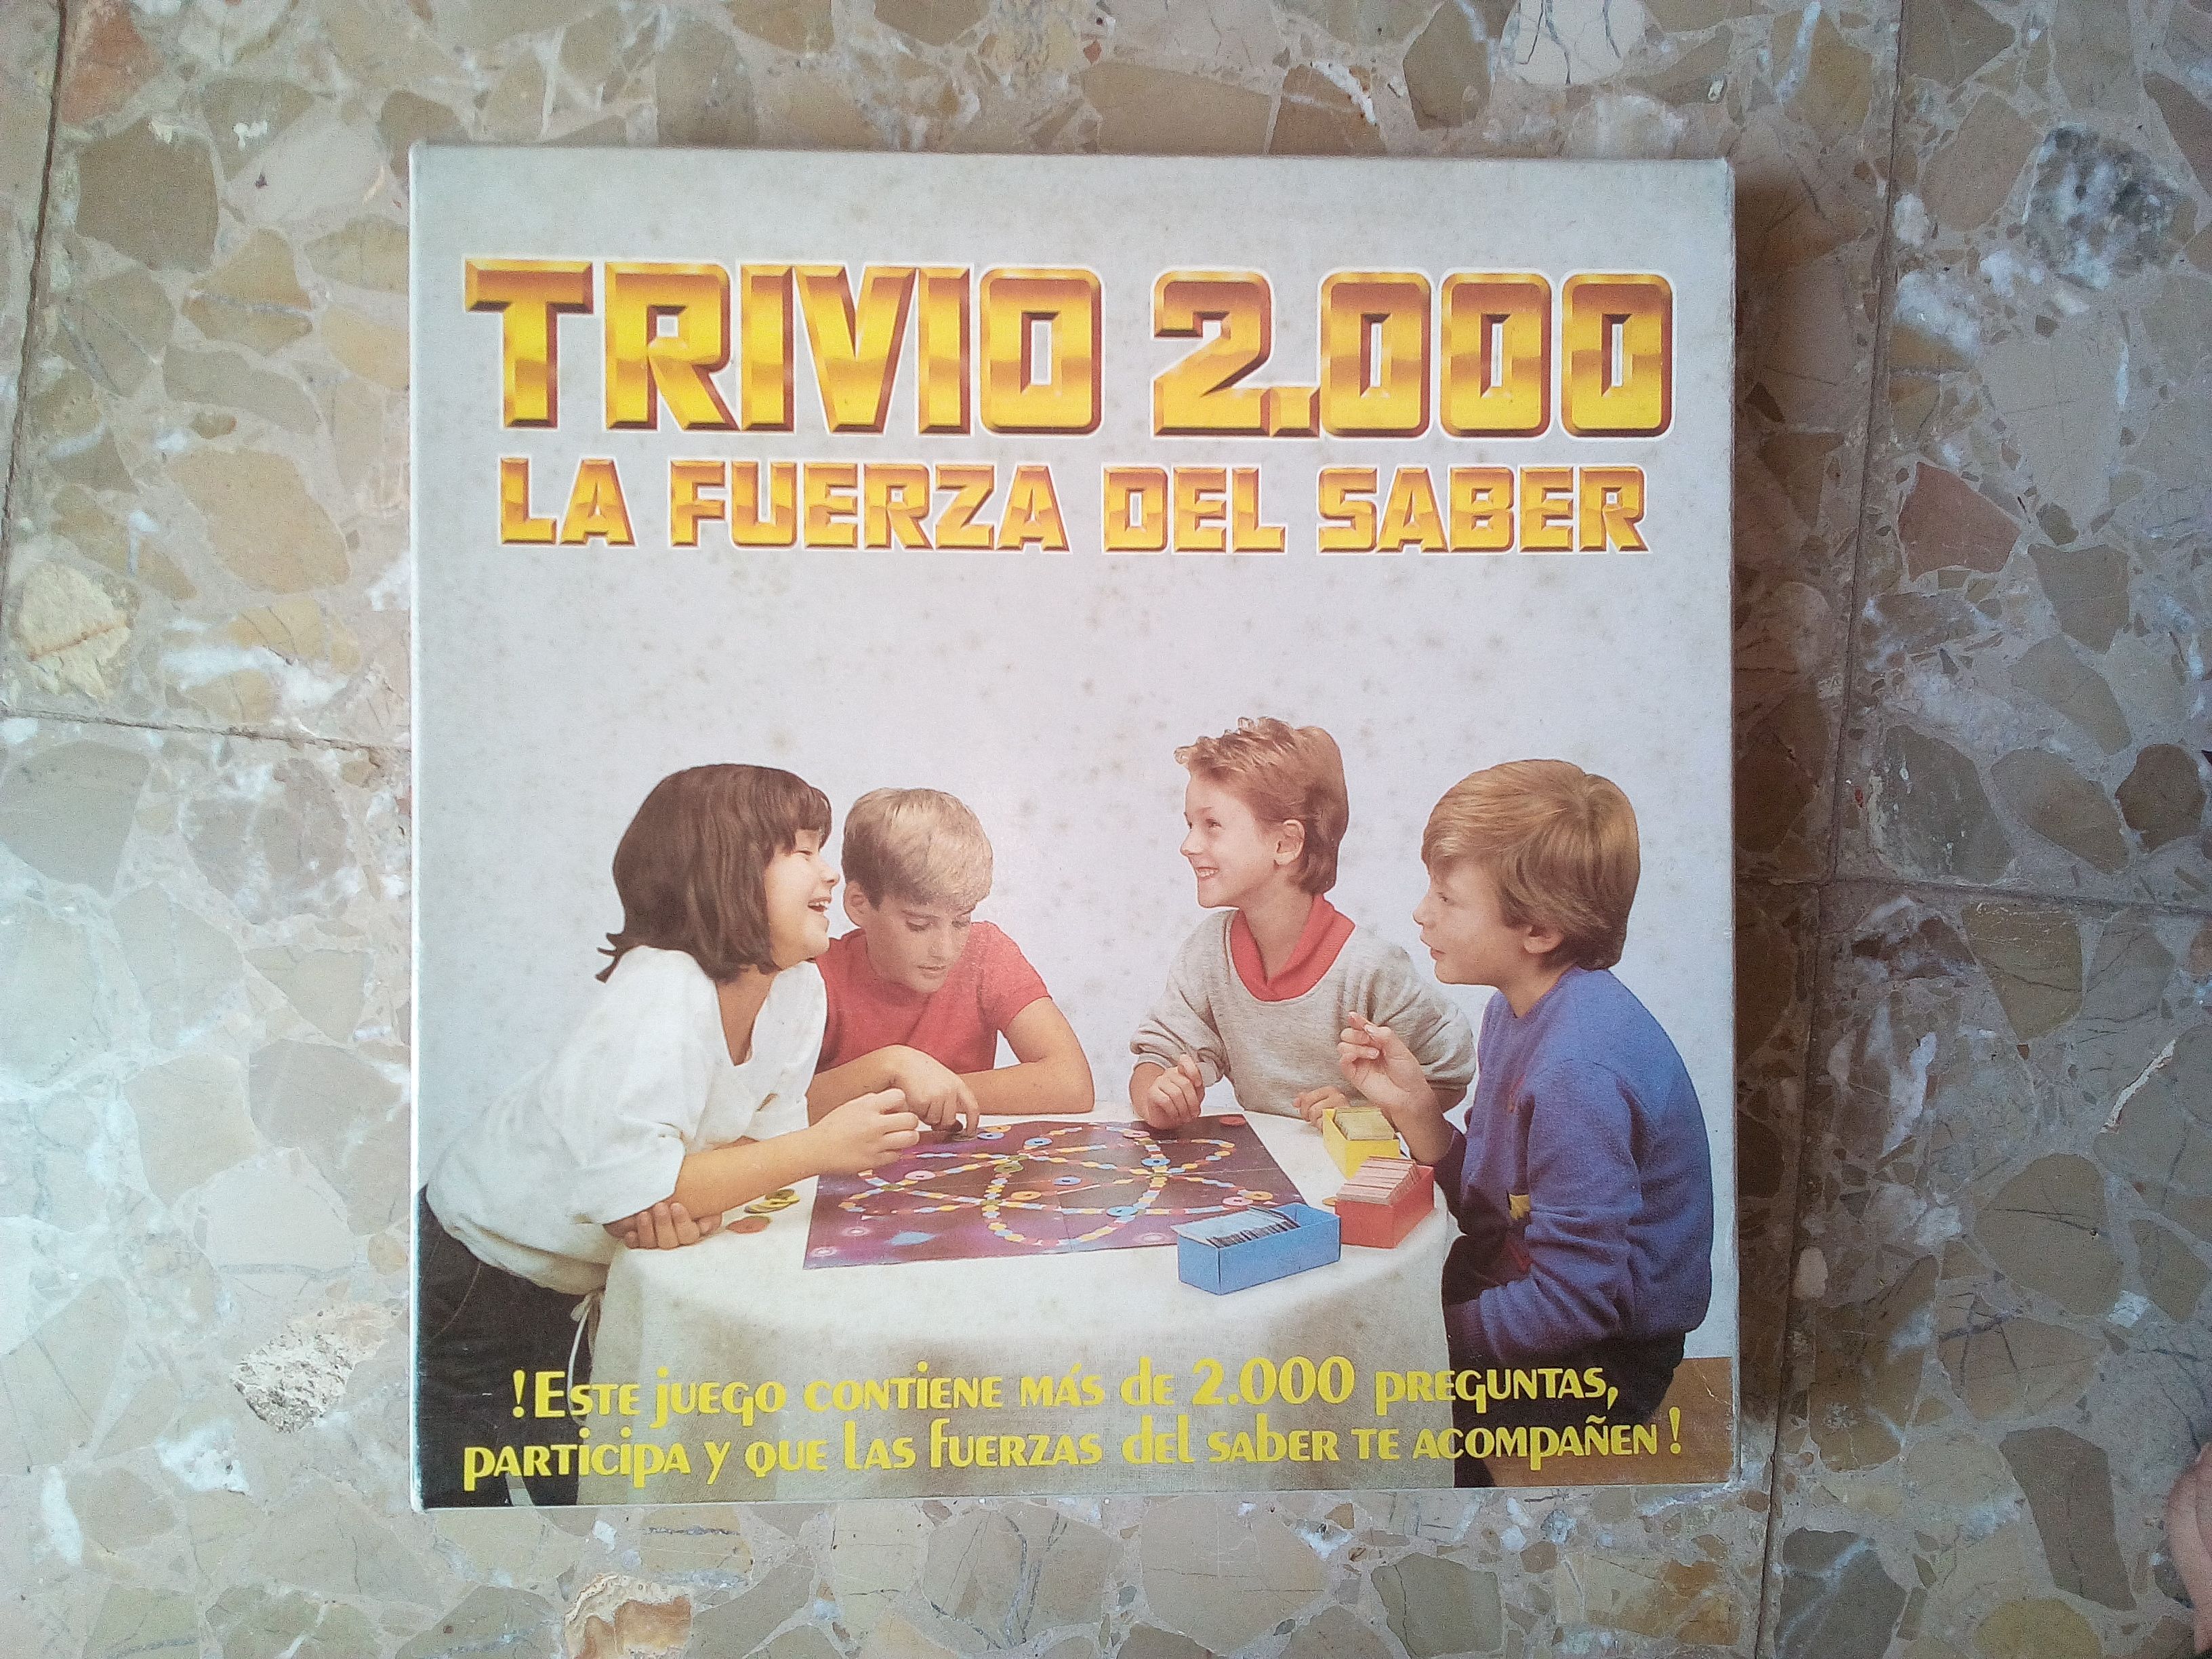 TRIVIO 2.000
LA FUERZA DEL SABER
!ESTE JUEGO CONTIENE MÁS DE 2.000 PREGUNTAS,
PARTICIPA Y QUE LAS FUERZAS DEL SABER TE ACOMPAÑEN!